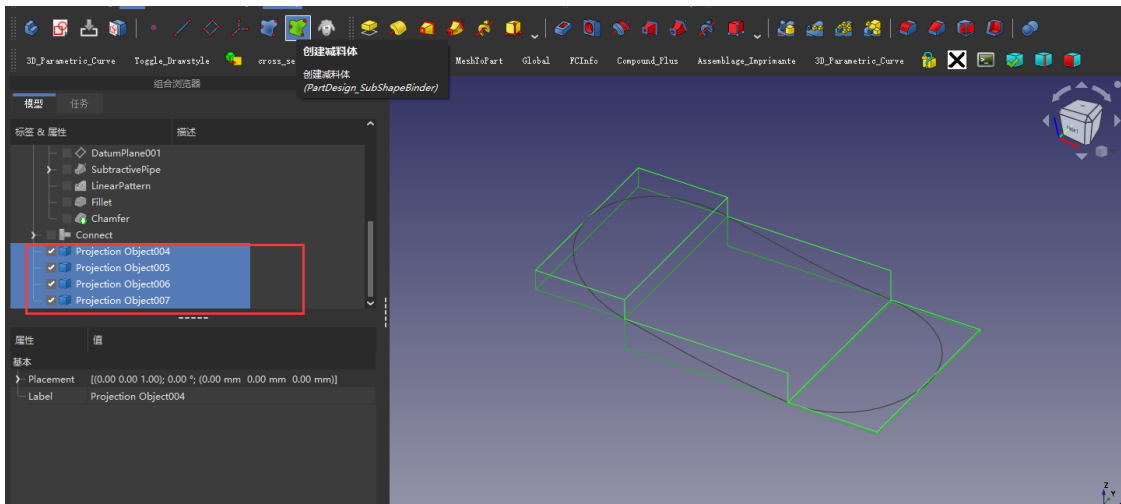 创建减料体
3D_Parametric_Curve Toggle_Drawstyle cross_se MeshToPart Global FCInfo Compound_Plus Assemblage_Imprimante 3D_Parametric_Curve
创建减料体
(PartDesign_SubShapeBinder)
组合浏览器
模型 任务
标签 & 属性 描述
DatumPlane001
SubtractivePipe
LinearPattern
Fillet
Chamfer
Connect
Projection Object004
Projection Object005
Projection Object006
Projection Object007
属性 值
基本
Placement [(0.00 0.00 1.00); 0.00 °; (0.00 mm 0.00 mm 0.00 mm)]
Label Projection Object004
Z
Y